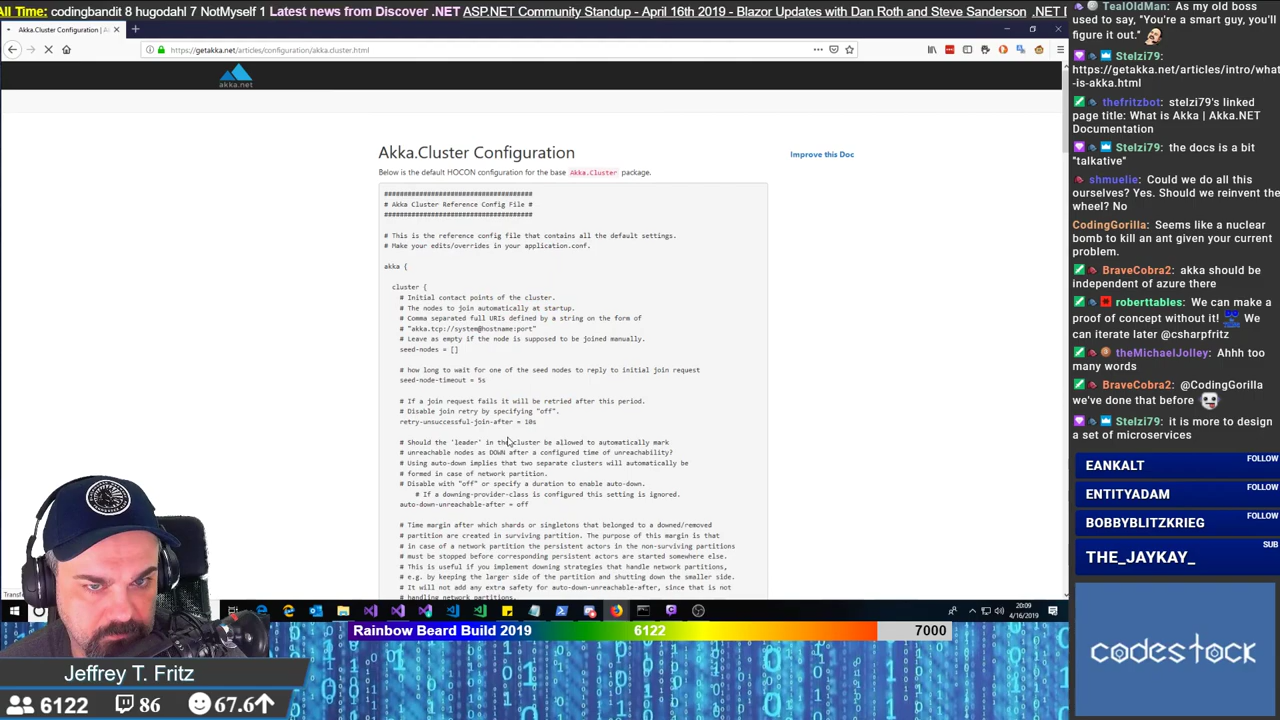 All Time: codingbandit 8 hugodahl 7 NotMyself 1 Latest news from Discover .NET ASP.NET Community Standup - April 16th 2019 - Blazor Updates with Dan Roth and Steve Sanderson .NET
Akka.Cluster Configuration | A
https://getakka.net/articles/configuration/akka.cluster.html
akka.net
Akka.Cluster Configuration
Improve this Doc
Below is the default HOCON configuration for the base Akka.Cluster package.
######################################
# Akka Cluster Reference Config File #
######################################
# This is the reference config file that contains all the default settings.
# Make your edits/overrides in your application.conf.
akka {
cluster {
# Initial contact points of the cluster.
# The nodes to join automatically at startup.
# Comma separated full URIs defined by a string on the form of
# "akka.tcp://system@hostname:port"
# Leave as empty if the node is supposed to be joined manually.
seed-nodes = []
# how long to wait for one of the seed nodes to reply to initial join request
seed-node-timeout = 5s
# If a join request fails it will be retried after this period.
# Disable join retry by specifying "off".
retry-unsuccessful-join-after = 10s
# Should the 'leader' in the cluster be allowed to automatically mark
# unreachable nodes as DOWN after a configured time of unreachability?
# Using auto-down implies that two separate clusters will automatically be
# formed in case of network partition.
# Disable with "off" or specify a duration to enable auto-down.
# If a downing-provider-class is configured this setting is ignored.
auto-down-unreachable-after = off
# Time margin after which shards or singletons that belonged to a downed/removed
# partition are created in surviving partition. The purpose of this margin is that
# in case of a network partition the persistent actors in the non-surviving partitions
# must be stopped before corresponding persistent actors are started somewhere else.
# This is useful if you implement downing strategies that handle network partitions,
# e.g. by keeping the larger side of the partition and shutting down the smaller side.
# It will not add any extra safety for auto-down-unreachable-after, since that is not
# handling network partitions.
20:09
4/16/2019
TealOldMan: As my old boss
used to say, "You're a smart guy, you'll
figure it out."
Stelzi79:
https://getakka.net/articles/intro/what
-is-akka.html
thefritzbot: stelzi79's linked
page title: What is Akka | Akka.NET
Documentation
Stelzi79: the docs is a bit
"talkative"
shmuelie: Could we do all this
ourselves? Yes. Should we reinvent the
wheel? No
CodingGorilla: Seems like a nuclear
bomb to kill an ant given your current
problem.
BraveCobra2: akka should be
independent of azure there
roberttables: We can make a
proof of concept without it! We
can iterate later @csharpfritz
theMichaelJolley: Ahhh too
many words
BraveCobra2: @CodingGorilla
we've done that before
Stelzi79: it is more to design
a set of microservices
EANKALT FOLLOW
ENTITYADAM FOLLOW
BOBBYBLITZKRIEG FOLLOW
THE_JAYKAY_ SUB
codestock
Rainbow Beard Build 2019 6122 7000
Jeffrey T. Fritz
6122 86 67.6